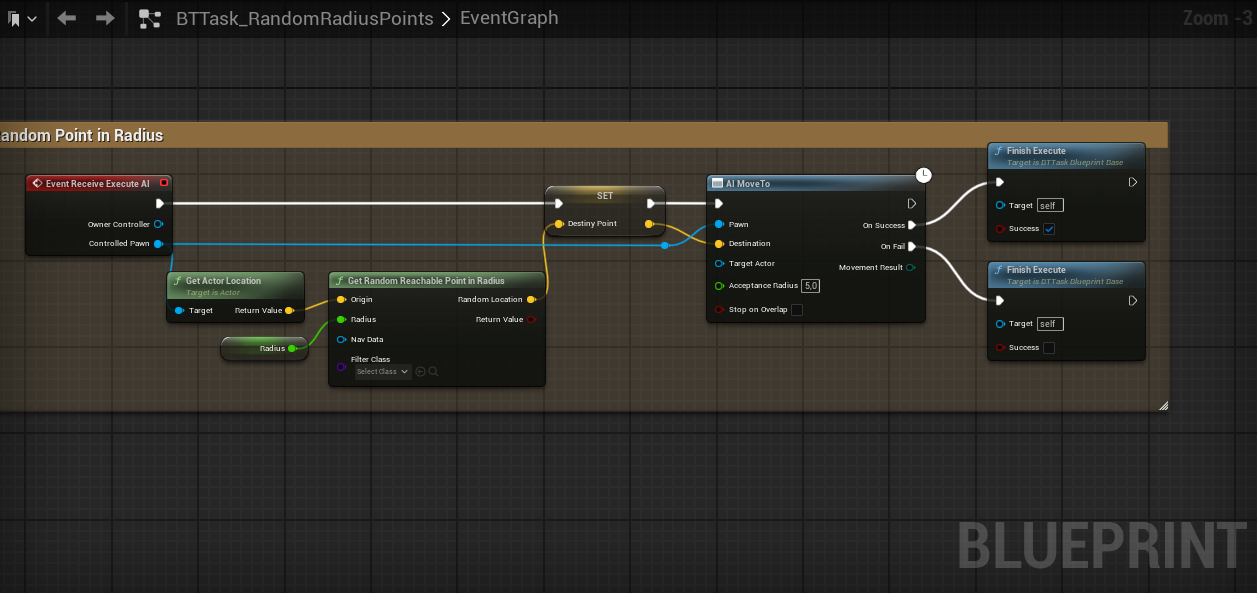 BTTask_RandomRadiusPoints > EventGraph
Zoom -3
andom Point in Radius
Event Receive Execute AI
Owner Controller
Controlled Pawn
Get Actor Location
Target is Actor
Target
Return Value
Radius
Get Random Reachable Point in Radius
Origin
Random Location
Radius
Return Value
Nav Data
Filter Class
Select Class
SET
Destiny Point
AI MoveTo
Pawn
On Success
Destination
On Fail
Target Actor
Movement Result
Acceptance Radius 5,0
Stop on Overlap
Finish Execute
Target is BTTask Blueprint Base
Target self
Success
Finish Execute
Target is BTTask Blueprint Base
Target self
Success
BLUEPRINT